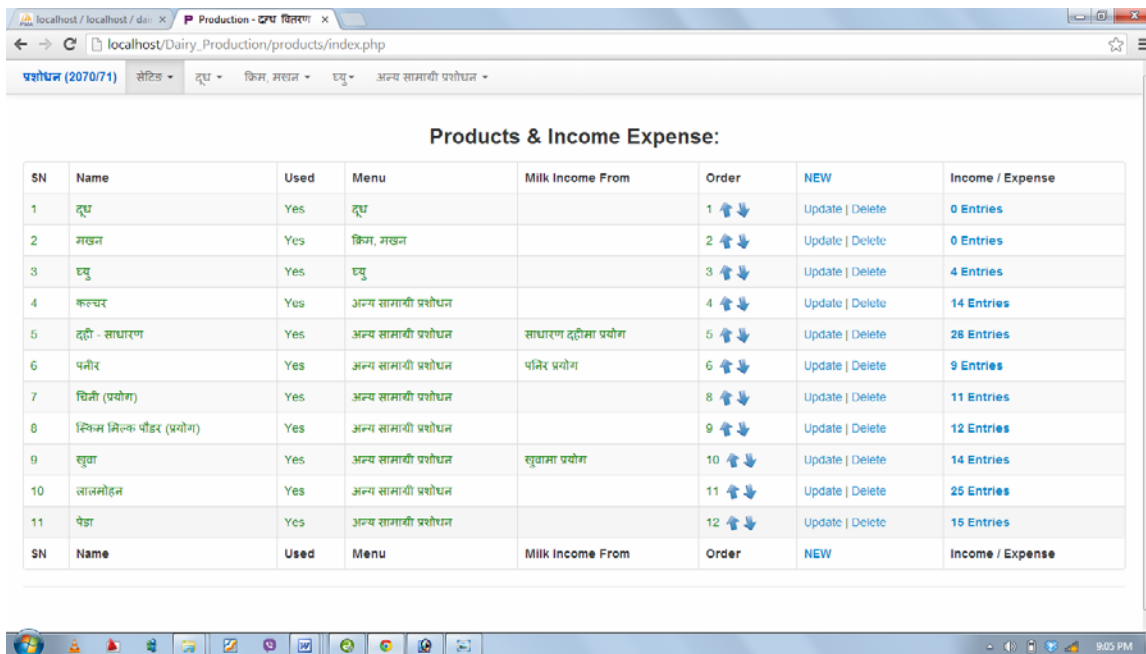 localhost / localhost / dair
Production - दुग्ध वितरण
localhost/Dairy_Production/products/index.php
प्रशोधन (2070/71) सेटिङ दूध क्रिम, मखन घ्यु अन्य सामाग्री प्रशोधन
Products & Income Expense:
SN Name Used Menu Milk Income From Order NEW Income / Expense
1 दूध Yes दूध 1 Update | Delete 0 Entries
2 मखन Yes क्रिम, मखन 2 Update | Delete 0 Entries
3 घ्यु Yes घ्यु 3 Update | Delete 4 Entries
4 कल्चर Yes अन्य सामाग्री प्रशोधन 4 Update | Delete 14 Entries
5 दही - साधारण Yes अन्य सामाग्री प्रशोधन साधारण दहीमा प्रयोग 5 Update | Delete 26 Entries
6 पनीर Yes अन्य सामाग्री प्रशोधन पनिर प्रयोग 6 Update | Delete 9 Entries
7 चिनी (प्रयोग) Yes अन्य सामाग्री प्रशोधन 8 Update | Delete 11 Entries
8 स्किम मिल्क पौडर (प्रयोग) Yes अन्य सामाग्री प्रशोधन 9 Update | Delete 12 Entries
9 खुवा Yes अन्य सामाग्री प्रशोधन खुवामा प्रयोग 10 Update | Delete 14 Entries
10 लालमोहन Yes अन्य सामाग्री प्रशोधन 11 Update | Delete 25 Entries
11 पेडा Yes अन्य सामाग्री प्रशोधन 12 Update | Delete 15 Entries
SN Name Used Menu Milk Income From Order NEW Income / Expense
9:05 PM